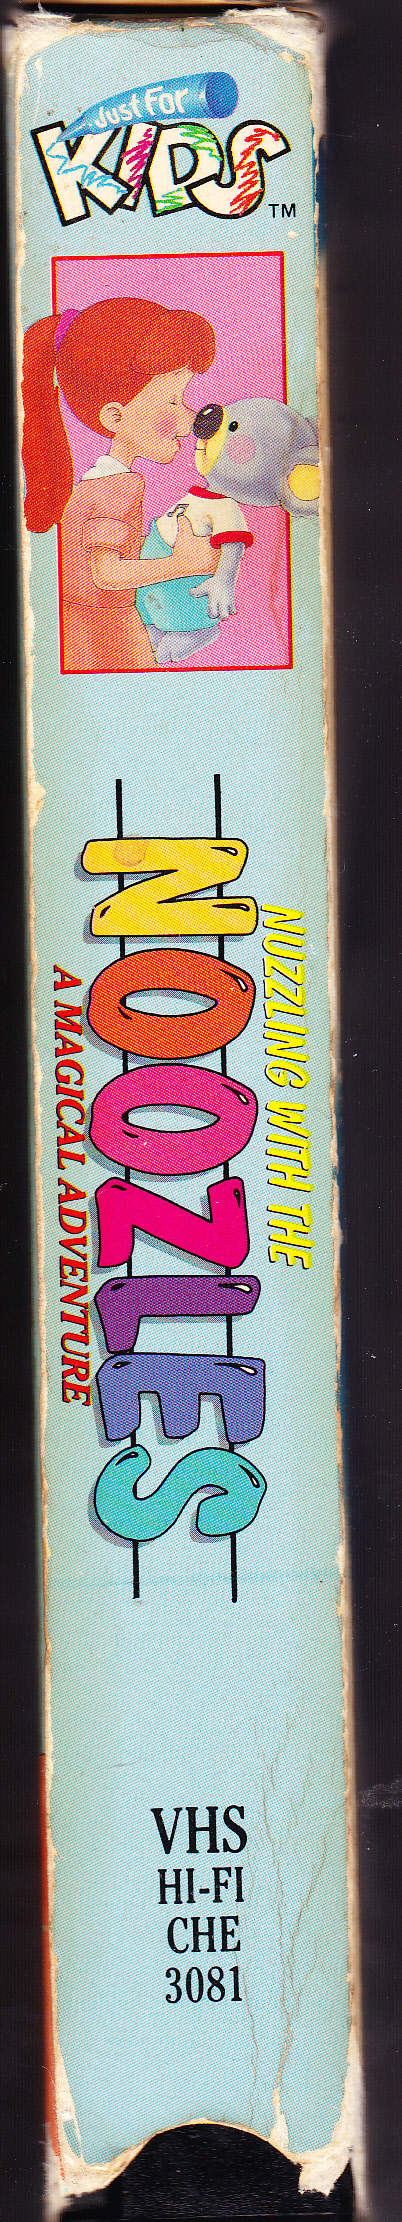 Just For
KIDS TM
NUZZLING WITH THE
NOOZLES
A MAGICAL ADVENTURE
VHS
HI-FI
CHE
3081